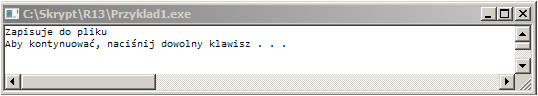 C:\Skrypt\R13\Przyklad1.exe
Zapisuje do pliku
Aby kontynuować, naciśnij dowolny klawisz . . .